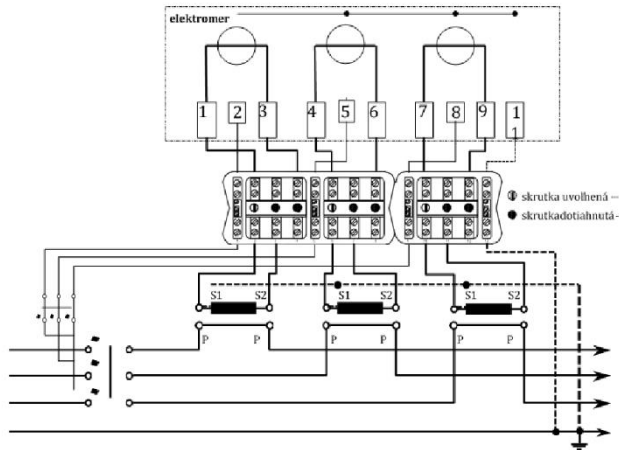 elektromer
1 2 3 4 5 6 7 8 9 1
1
skrutka uvoľnená –
skrutkadotiahnutá-
S1 S2 S1 S2 S1 S2
P P P P P P